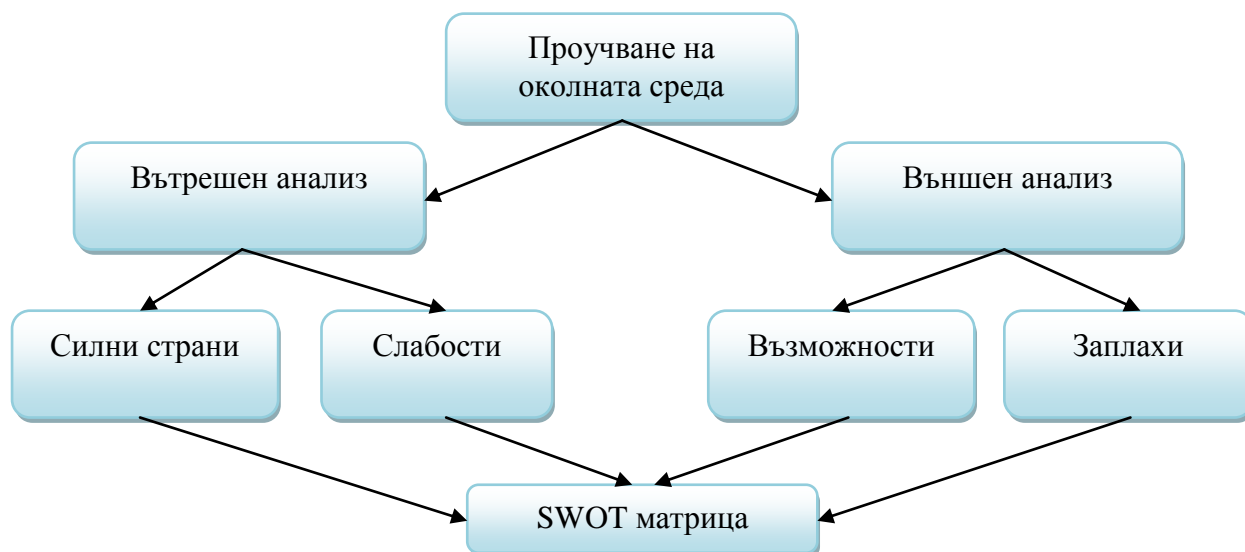 Проучване на
околната среда
Вътрешен анализ
Външен анализ
Силни страни
Слабости
Възможности
Заплахи
SWOT матрица